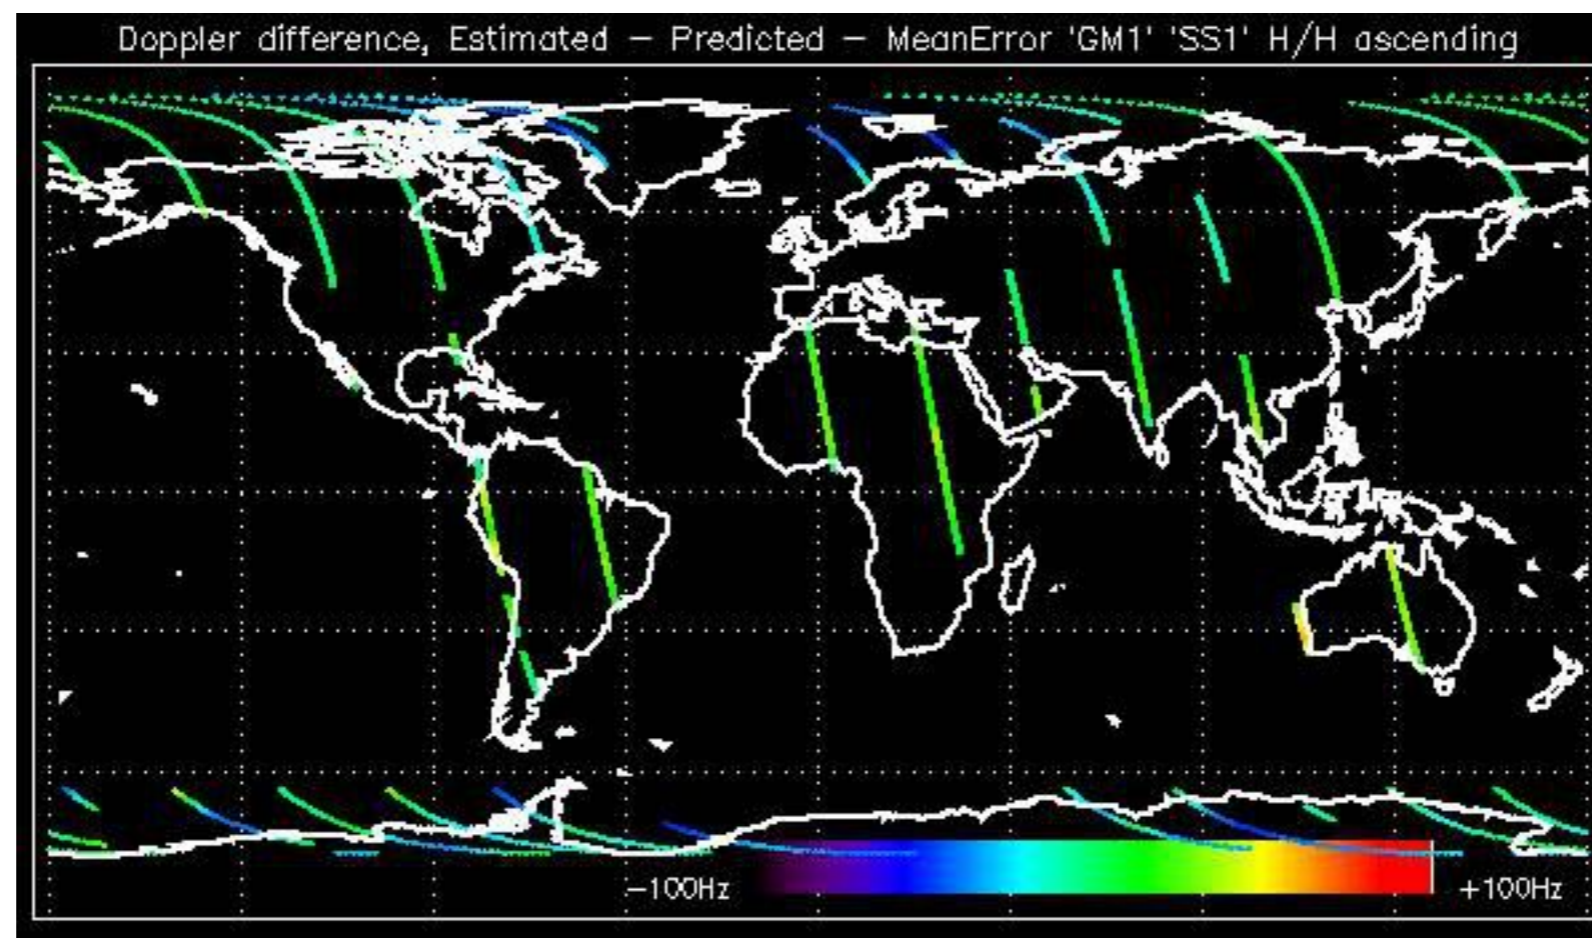 Doppler difference, Estimated – Predicted – MeanError 'GM1' 'SS1' H/H ascending
–100Hz +100Hz